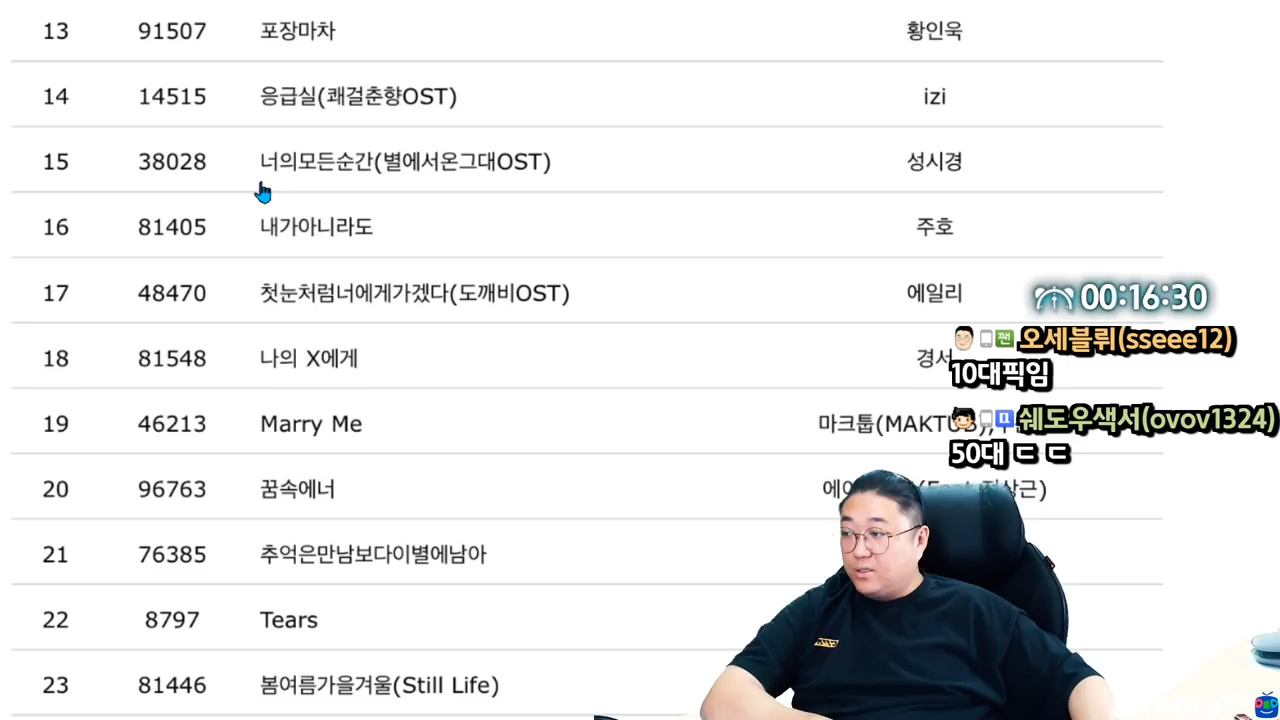 13 91507 포장마차 황인욱
14 14515 응급실(쾌걸춘향OST) izi
15 38028 너의모든순간(별에서온그대OST) 성시경
16 81405 내가아니라도 주호
17 48470 첫눈처럼너에게가겠다(도깨비OST) 에일리
00:16:30
오세블뤼(sseee12)
18 81548 나의 X에게 경서
10대픽임
19 46213 Marry Me 마크툽(MAKTUB)
쉐도우색서(ovov1324)
50대 ㄷ ㄷ
20 96763 꿈속에너
21 76385 추억은만남보다이별에남아
22 8797 Tears
23 81446 봄여름가을겨울(Still Life)